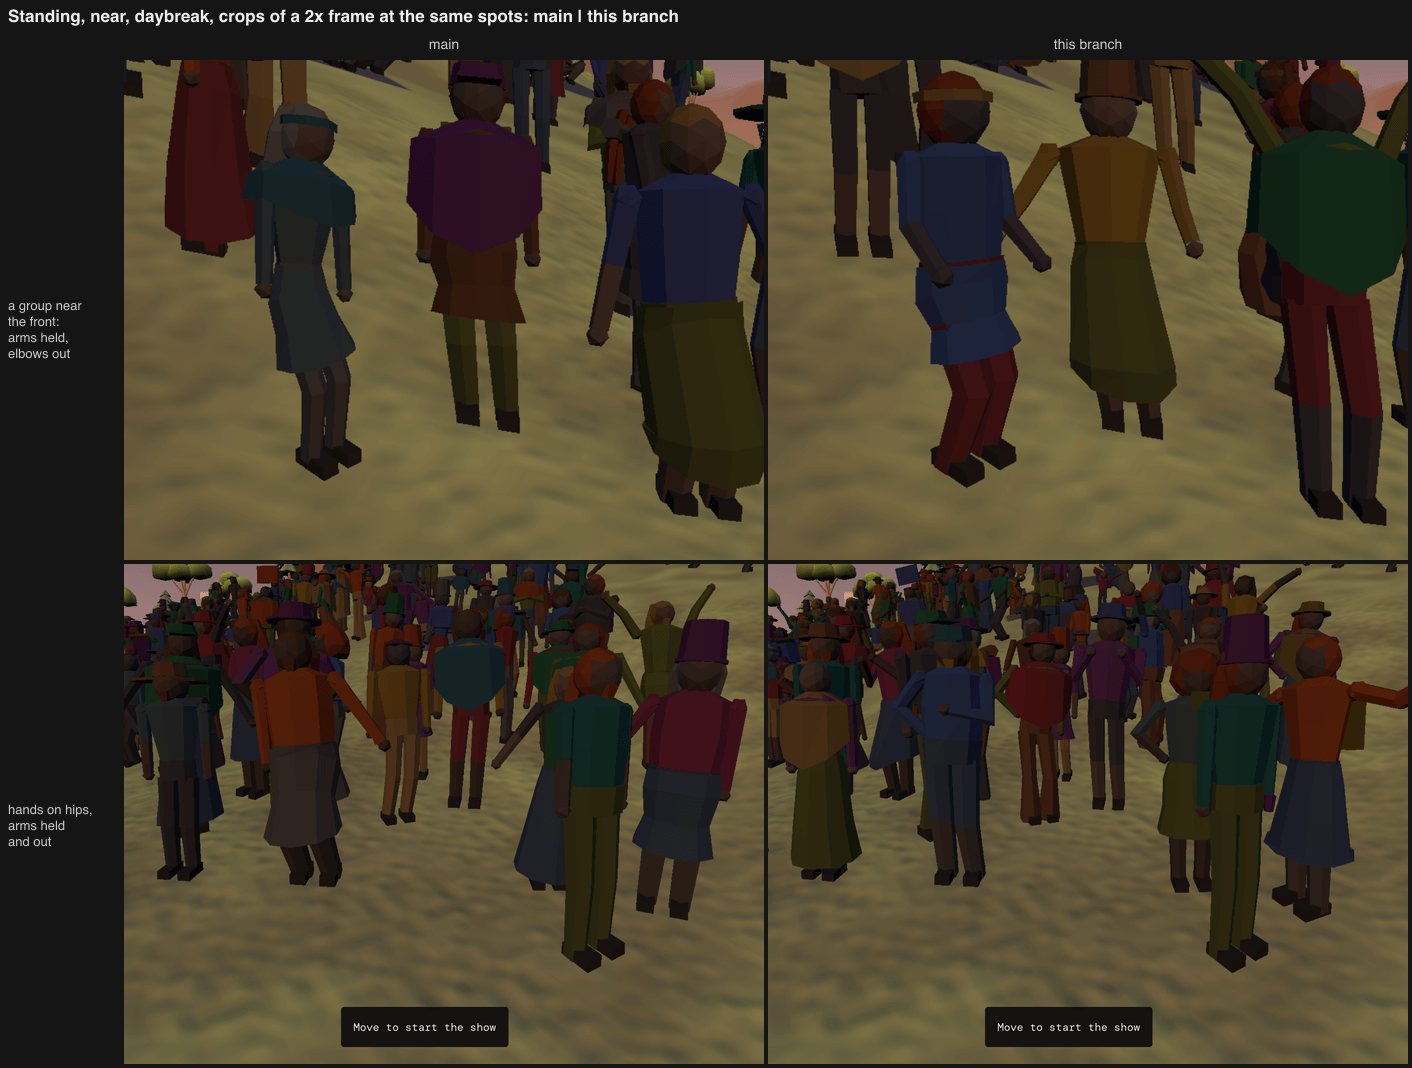 Standing, near, daybreak, crops of a 2x frame at the same spots: main | this branch
main
this branch
a group near
the front:
arms held,
elbows out
hands on hips,
arms held
and out
Move to start the show
Move to start the show